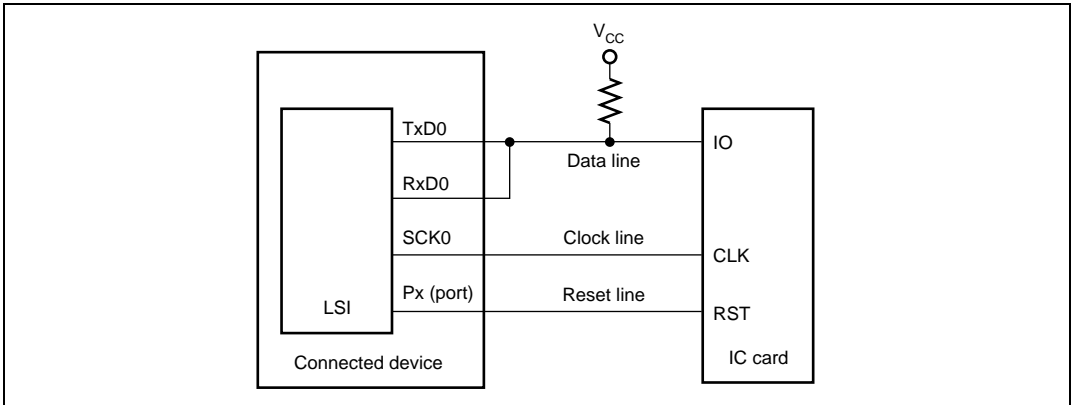 VCC
TxD0
IO
Data line
RxD0
SCK0
Clock line
CLK
Px (port)
Reset line
RST
LSI
IC card
Connected device